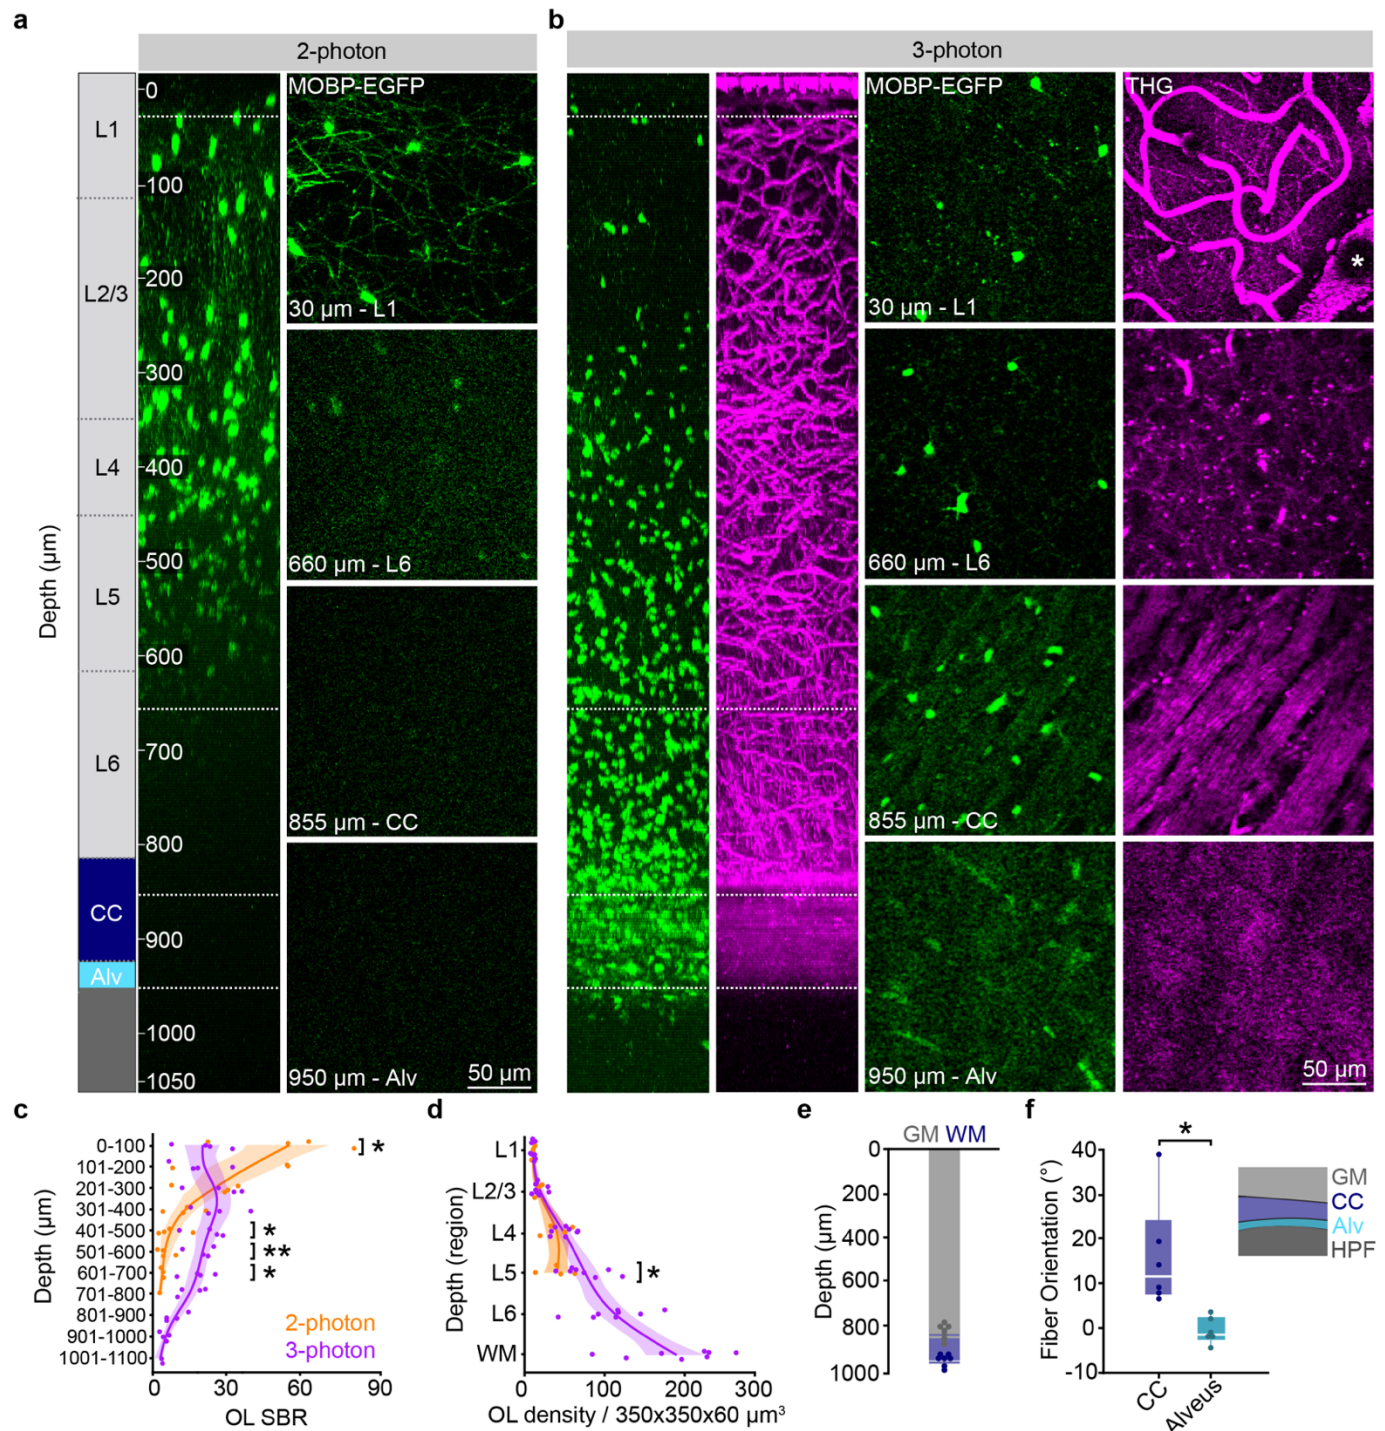 a
b
2-photon
3-photon
MOBP-EGFP
MOBP-EGFP
THG
L1
L2/3
L4
L5
L6
CC
Alv
Depth (µm)
0
100
200
300
400
500
600
700
800
900
1000
1050
30 µm - L1
660 µm - L6
855 µm - CC
950 µm - Alv
50 µm
30 µm - L1
*
660 µm - L6
855 µm - CC
950 µm - Alv
50 µm
c
Depth (µm)
0-100
101-200
201-300
301-400
401-500
501-600
601-700
701-800
801-900
901-1000
1001-1100
*
*
**
*
2-photon
3-photon
0
30
60
90
OL SBR
d
Depth (region)
L1
L2/3
L4
L5
L6
WM
*
0
100
200
300
OL density / 350x350x60 µm³
e
GM WM
Depth (µm)
0
200
400
600
800
1000
f
Fiber Orientation (°)
40
30
20
10
0
-10
*
CC
Alveus
GM
CC
Alv
HPF